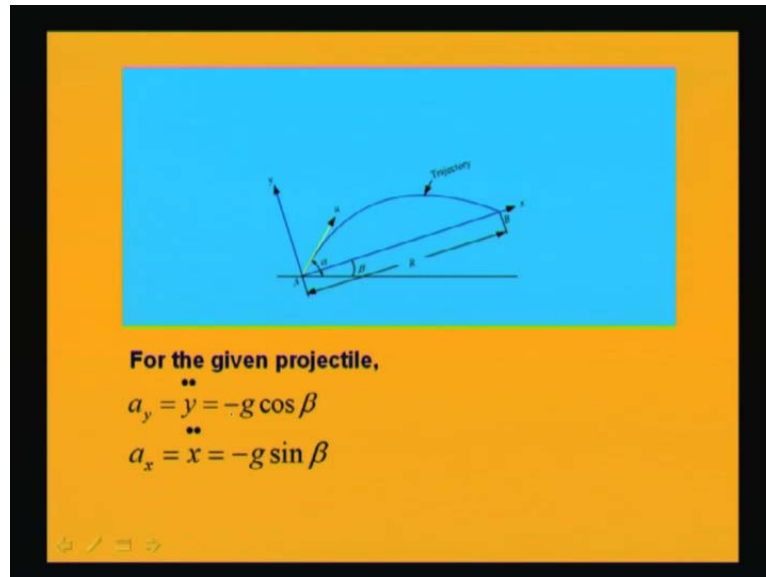 y
u
Trajectory
x
B
α
β
R
A
For the given projectile,
a_y = ÿ = -g cos β
a_x = ẍ = -g sin β